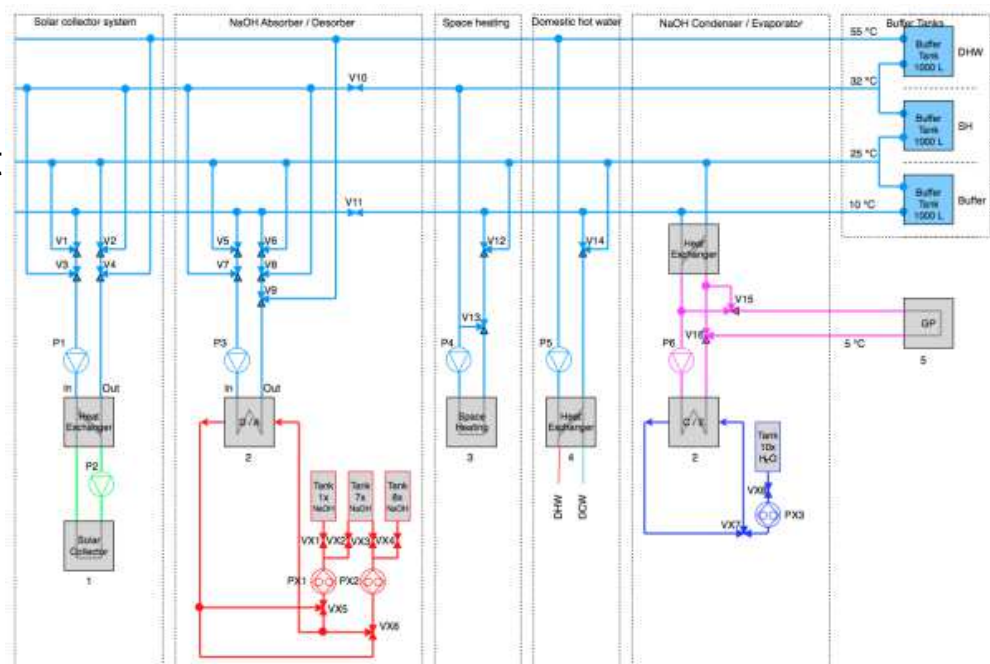 Solar collector system
NaOH Absorber / Desorber
Space heating
Domestic hot water
NaOH Condenser / Evaporator
Buffer Tanks
55 °C
Buffer
Tank
1000 L
DHW
V10
32 °C
Buffer
Tank
1000 L
SH
25 °C
V11
10 °C
Buffer
Tank
1000 L
Buffer
V1
V2
V3
V4
V5
V6
V7
V8
V9
V12
V13
V14
Heat
Exchanger
V15
V16
GP
5 °C
5
P1
P3
P4
P5
P6
In
Out
In
Out
Heat
Exchanger
D / A
2
Space
Heating
3
Heat
Exphanger
4
C / E
2
P2
Solar
Collector
1
Tank
1x
NaOH
Tank
7x
NaOH
Tank
8x
NaOH
VX1
VX2
VX3
VX4
PX1
PX2
VX5
VX6
DHW
DCW
Tank
10x
H₂O
VX8
PX3
VX7